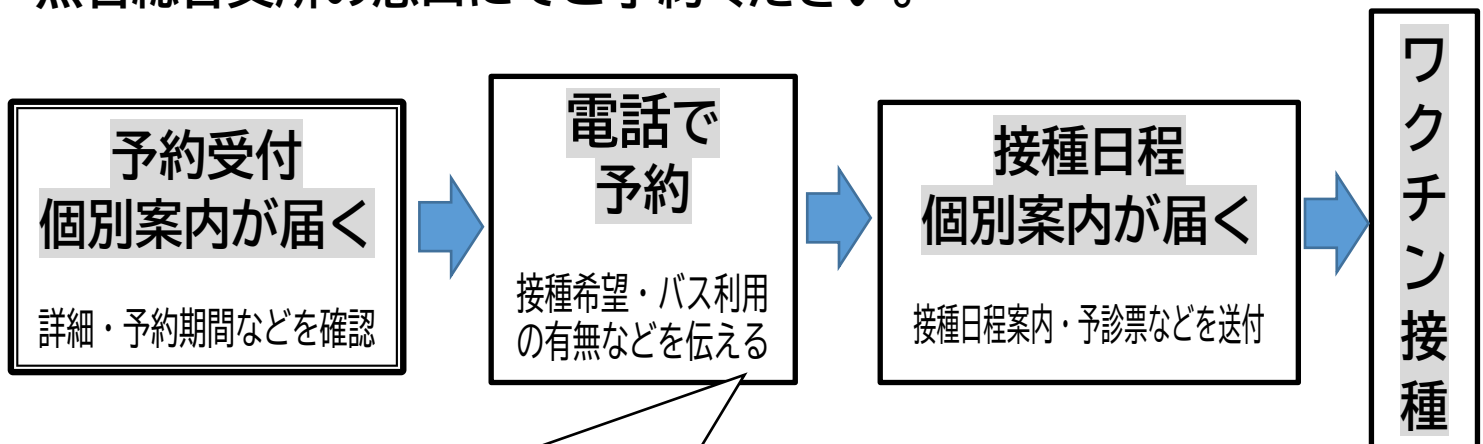 予約受付
個別案内が届く
詳細・予約期間などを確認
電話で
予約
接種希望・バス利用
の有無などを伝える
接種日程
個別案内が届く
接種日程案内・予診票などを送付
ワクチン接種